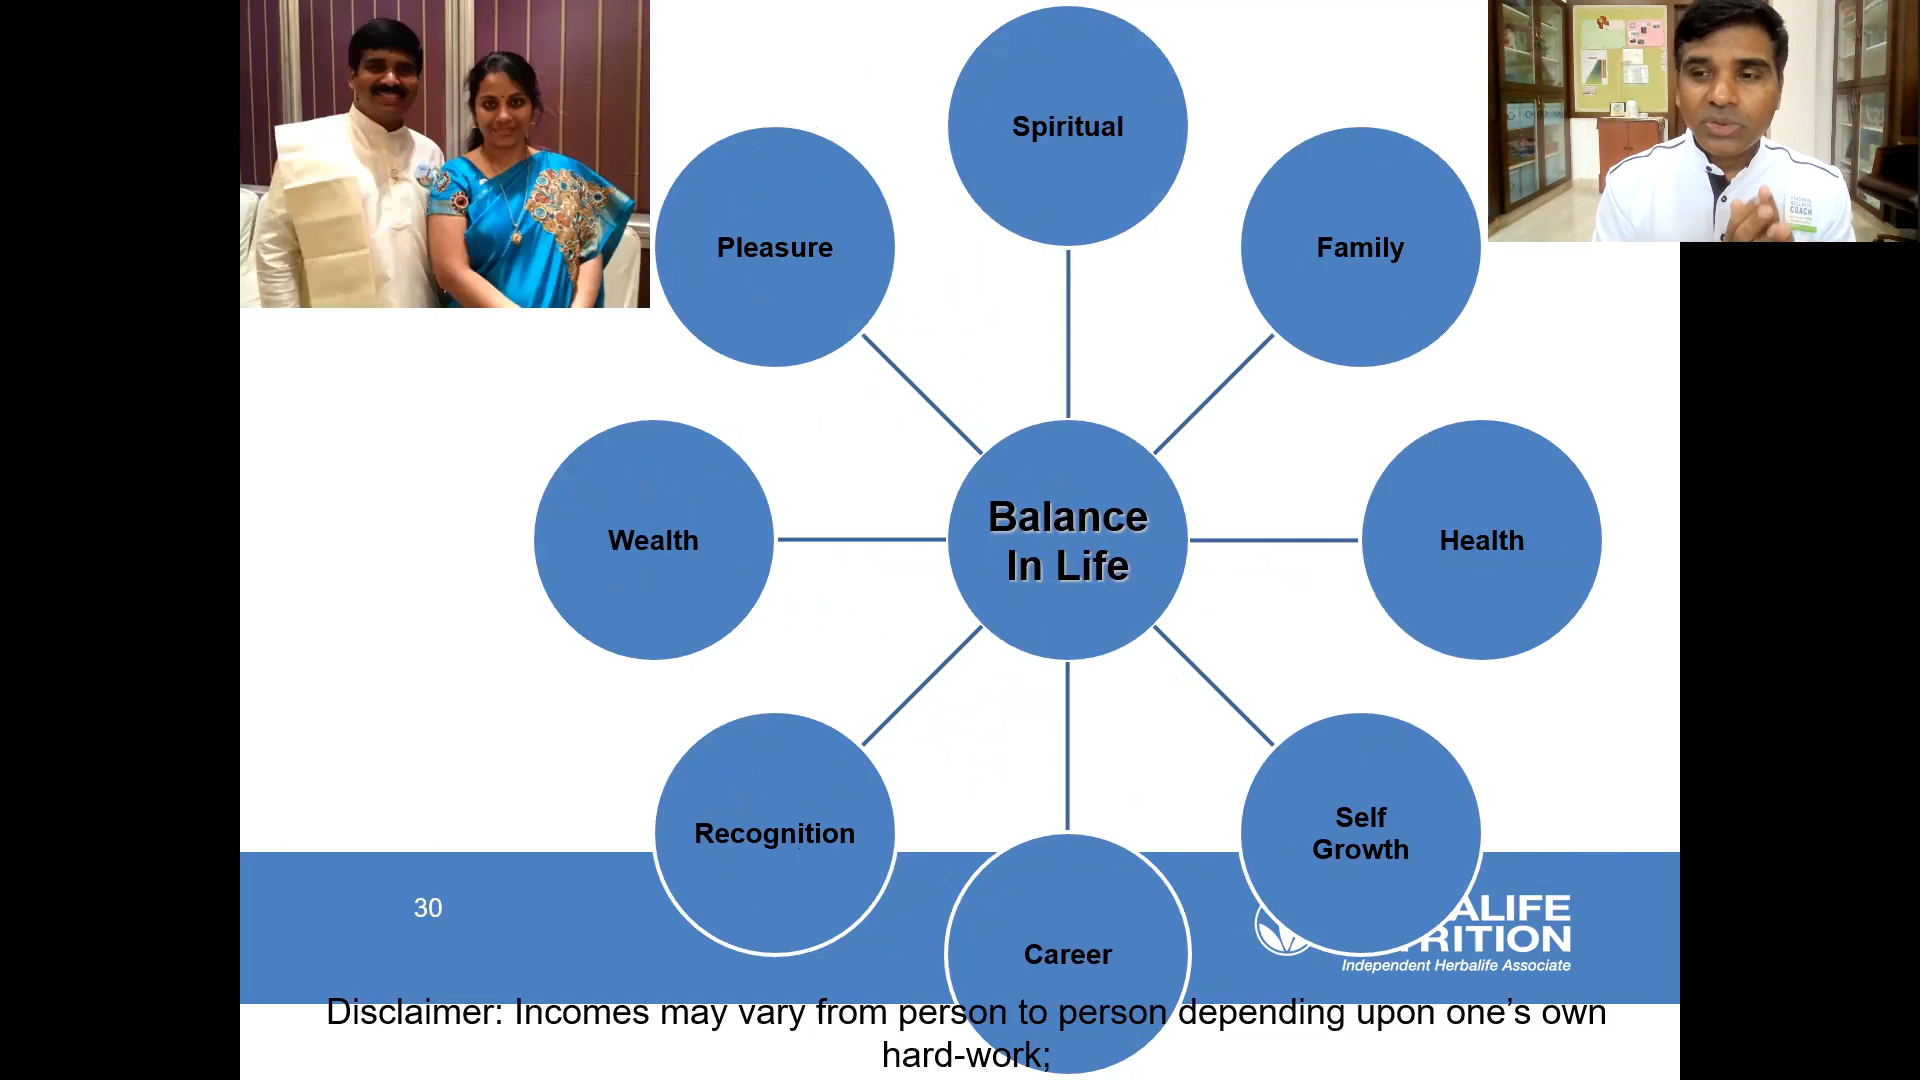 Spiritual
Pleasure
Family
Wealth
Balance
In Life
Health
Recognition
Self
Growth
Career
30
ALIFE
RITION
Independent Herbalife Associate
Disclaimer: Incomes may vary from person to person depending upon one’s own
hard-work;
COACH